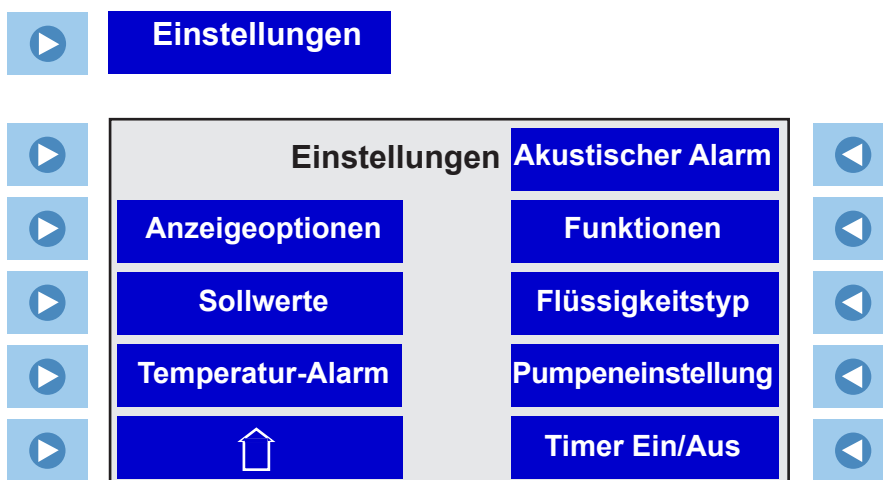 Einstellungen
Einstellungen Akustischer Alarm
Anzeigeoptionen Funktionen
Sollwerte Flüssigkeitstyp
Temperatur-Alarm Pumpeneinstellung
Timer Ein/Aus